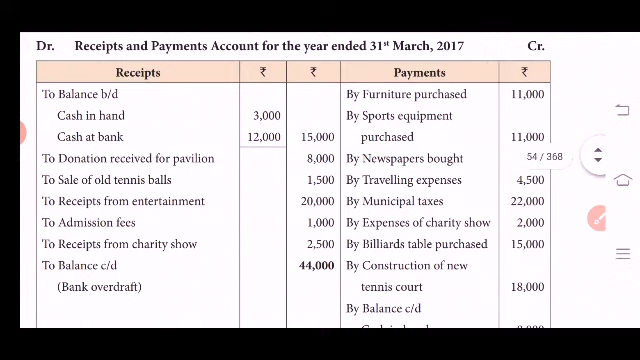 Dr. Receipts and Payments Account for the year ended 31st March, 2017 Cr.
Receipts ₹ ₹ Payments ₹
To Balance b/d By Furniture purchased 11,000
Cash in hand 3,000 By Sports equipment
Cash at bank 12,000 15,000 purchased 11,000
To Donation received for pavilion 8,000 By Newspapers bought
54 / 368
To Sale of old tennis balls 1,500 By Travelling expenses 4,500
To Receipts from entertainment 20,000 By Municipal taxes 22,000
To Admission fees 1,000 By Expenses of charity show 2,000
To Receipts from charity show 2,500 By Billiards table purchased 15,000
To Balance c/d 44,000 By Construction of new
(Bank overdraft) tennis court 18,000
By Balance c/d